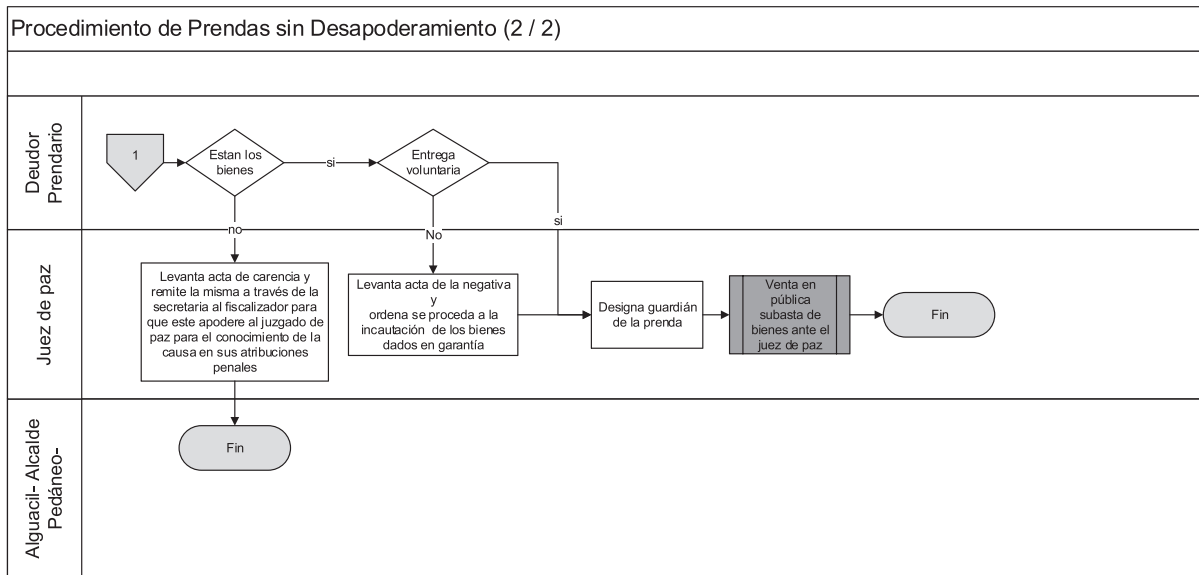 Procedimiento de Prendas sin Desapoderamiento (2 / 2)
Deudor
Prendario
1
Estan los
bienes
si
Entrega
voluntaria
si
no
No
Juez de paz
Levanta acta de carencia y
remite la misma a través de la
secretaria al fiscalizador para
que este apodere al juzgado de
paz para el conocimiento de la
causa en sus atribuciones
penales
Levanta acta de la negativa
y
ordena se proceda a la
incautación de los bienes
dados en garantía
Designa guardián
de la prenda
Venta en
pública
subasta de
bienes ante el
juez de paz
Fin
Alguacil- Alcalde
Pedáneo-
Fin